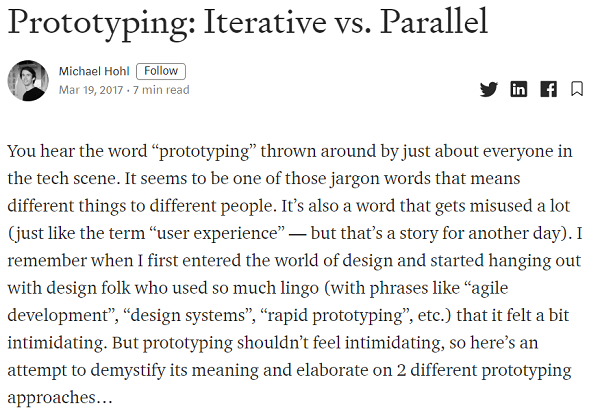 Prototyping: Iterative vs. Parallel
Michael Hohl Follow
Mar 19, 2017 · 7 min read
You hear the word “prototyping” thrown around by just about everyone in
the tech scene. It seems to be one of those jargon words that means
different things to different people. It’s also a word that gets misused a lot
(just like the term “user experience” — but that’s a story for another day). I
remember when I first entered the world of design and started hanging out
with design folk who used so much lingo (with phrases like “agile
development”, “design systems”, “rapid prototyping”, etc.) that it felt a bit
intimidating. But prototyping shouldn’t feel intimidating, so here’s an
attempt to demystify its meaning and elaborate on 2 different prototyping
approaches…